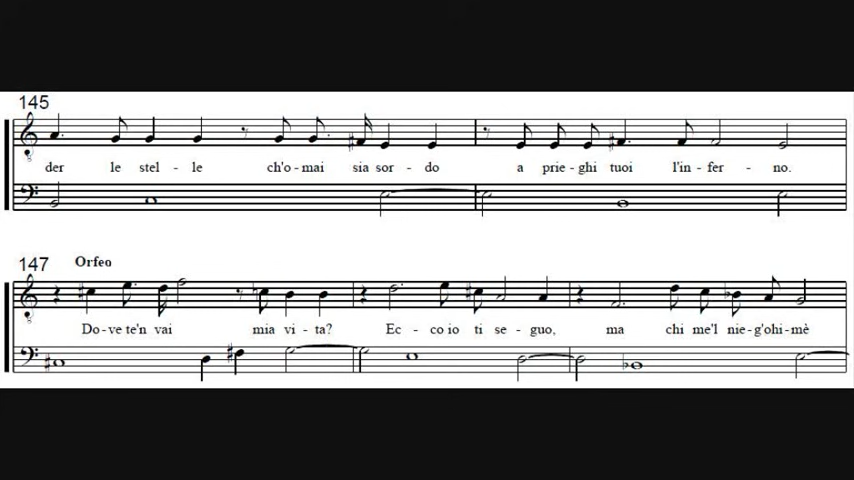 145
der le stel - le ch'o - mai sia sor - do a prie - ghi tuoi l'in - fer - no.
147 Orfeo
Do - ve te'n vai mia vi - ta? Ec - co io ti se - guo, ma chi me'l nieg'ohi - mè